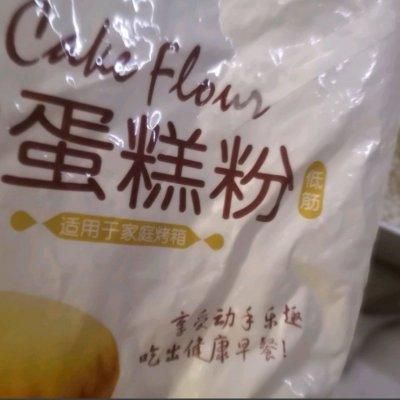 Cake Flour
蛋糕粉
低筋
适用于家庭烤箱
享受动手乐趣
吃出健康早餐!